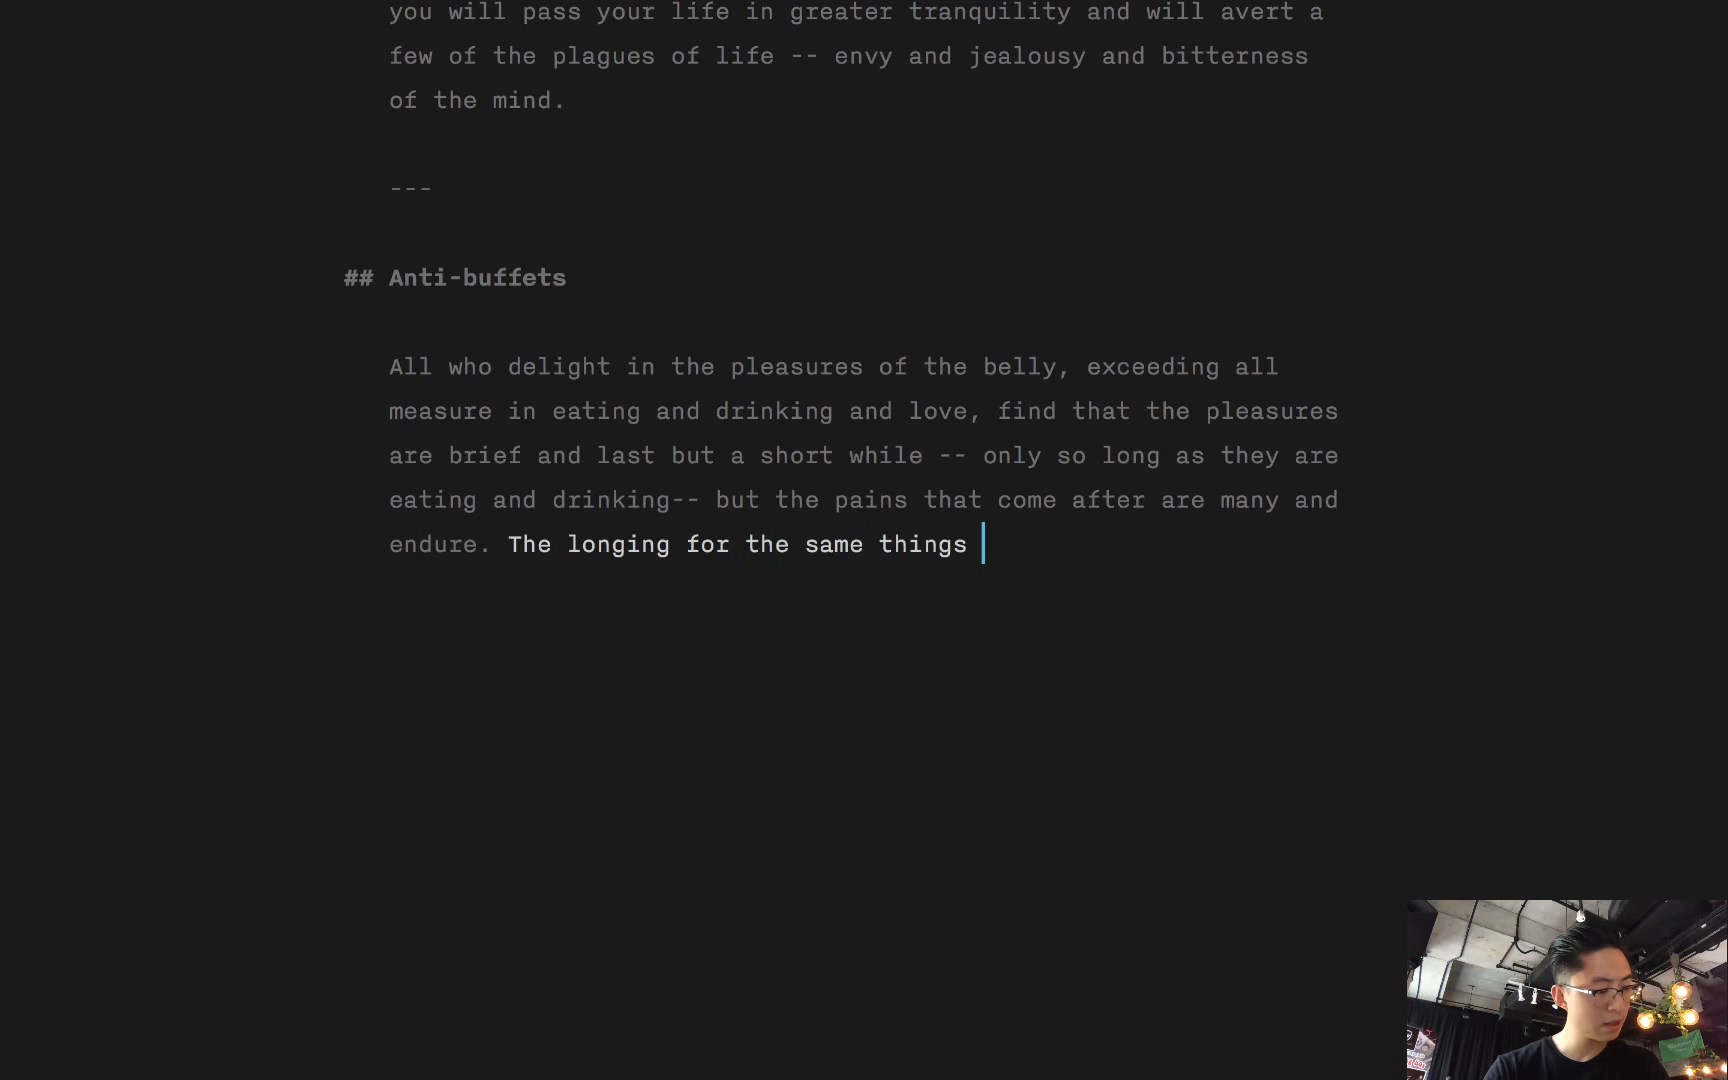 you will pass your life in greater tranquility and will avert a
few of the plagues of life -- envy and jealousy and bitterness
of the mind.
---
## Anti-buffets
All who delight in the pleasures of the belly, exceeding all
measure in eating and drinking and love, find that the pleasures
are brief and last but a short while -- only so long as they are
eating and drinking-- but the pains that come after are many and
endure. The longing for the same things